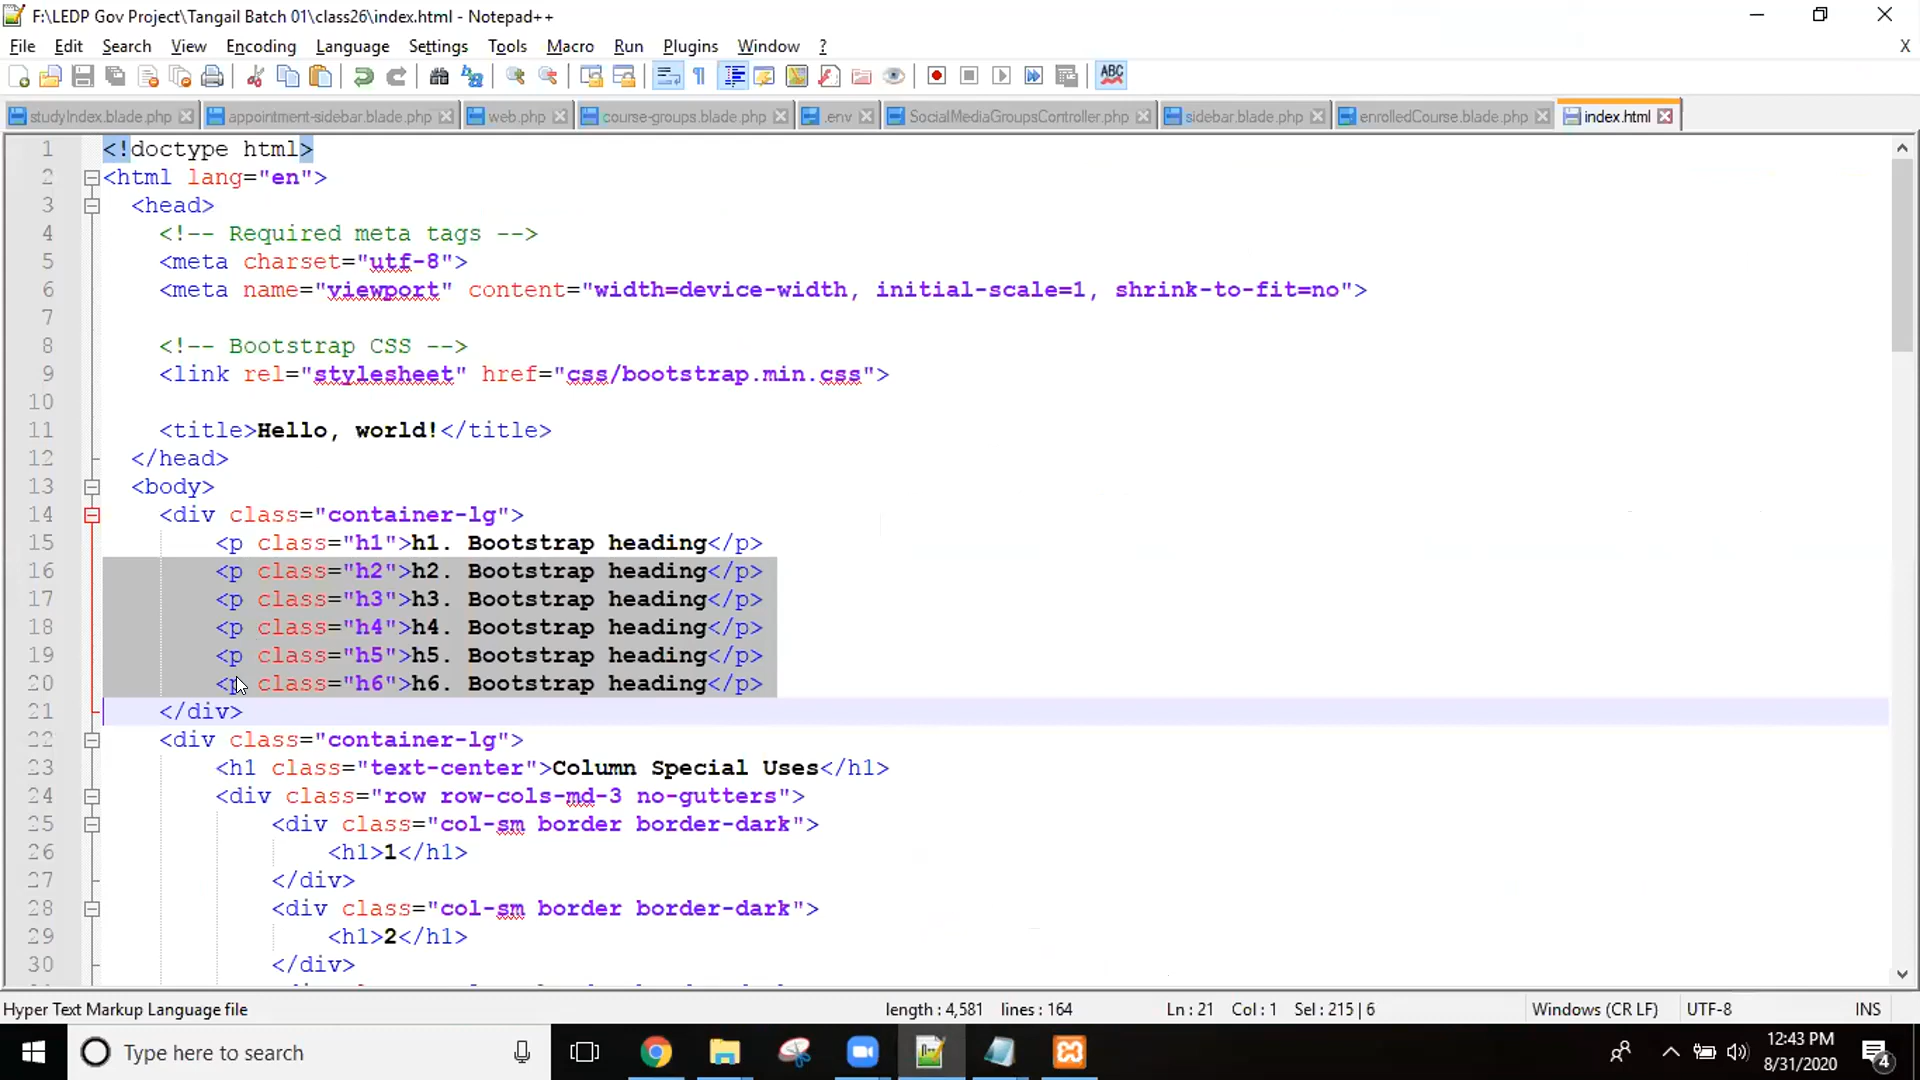 F:\LEDP Gov Project\Tangail Batch 01\class26\index.html - Notepad++
File Edit Search View Encoding Language Settings Tools Macro Run Plugins Window ? X
ABC
studyIndex.blade.php appointment-sidebar.blade.php web.php course-groups.blade.php .env SocialMediaGroupsController.php sidebar.blade.php enrolledCourse.blade.php index.html
1 <!doctype html>
2 <html lang="en">
3 <head>
4 <!-- Required meta tags -->
5 <meta charset="utf-8">
6 <meta name="viewport" content="width=device-width, initial-scale=1, shrink-to-fit=no">
7
8 <!-- Bootstrap CSS -->
9 <link rel="stylesheet" href="css/bootstrap.min.css">
10
11 <title>Hello, world!</title>
12 </head>
13 <body>
14 <div class="container-lg">
15 <p class="h1">h1. Bootstrap heading</p>
16 <p class="h2">h2. Bootstrap heading</p>
17 <p class="h3">h3. Bootstrap heading</p>
18 <p class="h4">h4. Bootstrap heading</p>
19 <p class="h5">h5. Bootstrap heading</p>
20 <p class="h6">h6. Bootstrap heading</p>
21 </div>
22 <div class="container-lg">
23 <h1 class="text-center">Column Special Uses</h1>
24 <div class="row row-cols-md-3 no-gutters">
25 <div class="col-sm border border-dark">
26 <h1>1</h1>
27 </div>
28 <div class="col-sm border border-dark">
29 <h1>2</h1>
30 </div>
Hyper Text Markup Language file length : 4,581 lines : 164 Ln : 21 Col : 1 Sel : 215 | 6 Windows (CR LF) UTF-8 INS
Type here to search
12:43 PM
8/31/2020
4